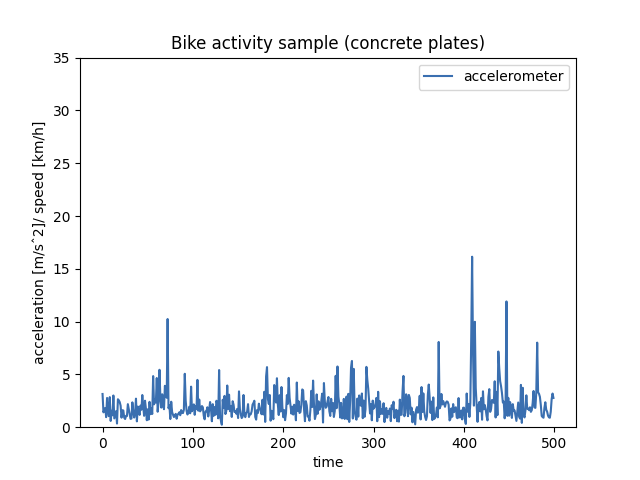 Bike activity sample (concrete plates)
accelerometer
acceleration [m/sˆ2]/ speed [km/h]
35
30
25
20
15
10
5
0
0 100 200 300 400 500
time